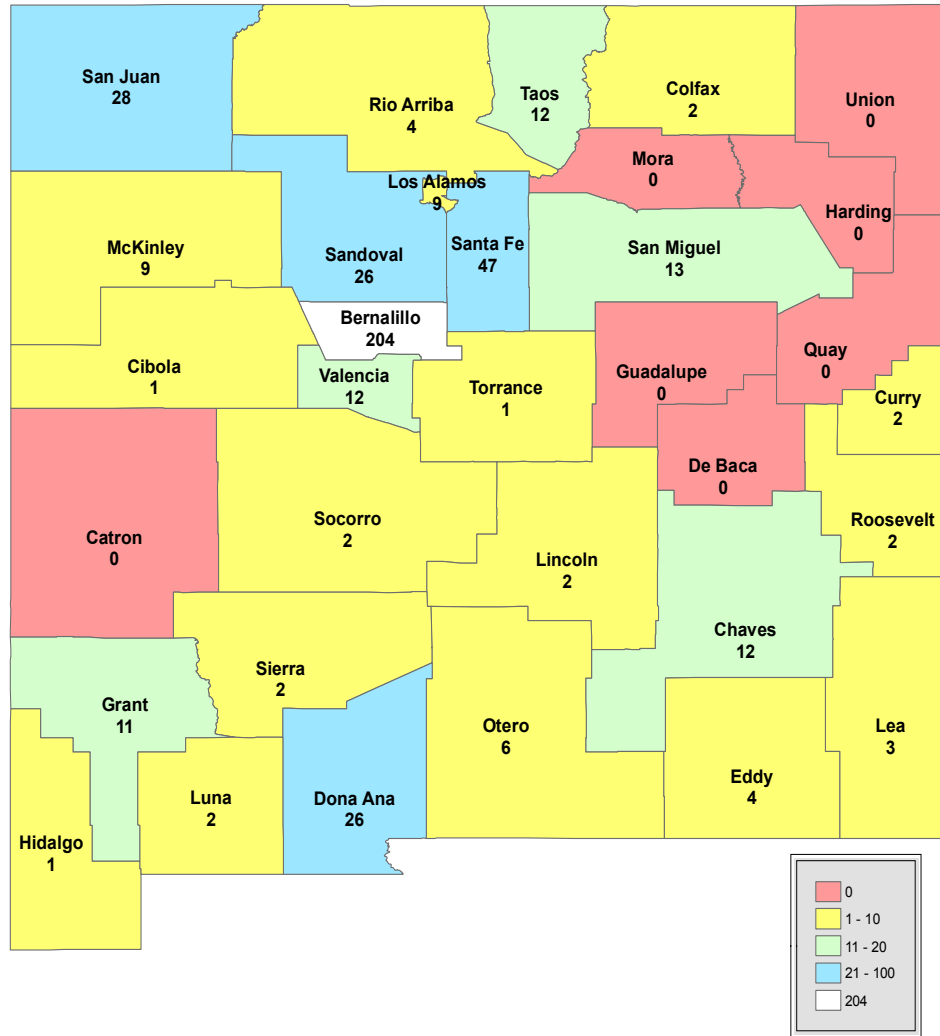 San Juan
28
Rio Arriba
4
Taos
12
Colfax
2
Union
0
Mora
0
Harding
0
Los Alamos
9
McKinley
9
Sandoval
26
Santa Fe
47
San Miguel
13
Bernalillo
204
Cibola
1
Valencia
12
Torrance
1
Guadalupe
0
Quay
0
Curry
2
De Baca
0
Roosevelt
2
Catron
0
Socorro
2
Lincoln
2
Chaves
12
Sierra
2
Grant
11
Otero
6
Lea
3
Eddy
4
Luna
2
Dona Ana
26
Hidalgo
1
0
1 - 10
11 - 20
21 - 100
204